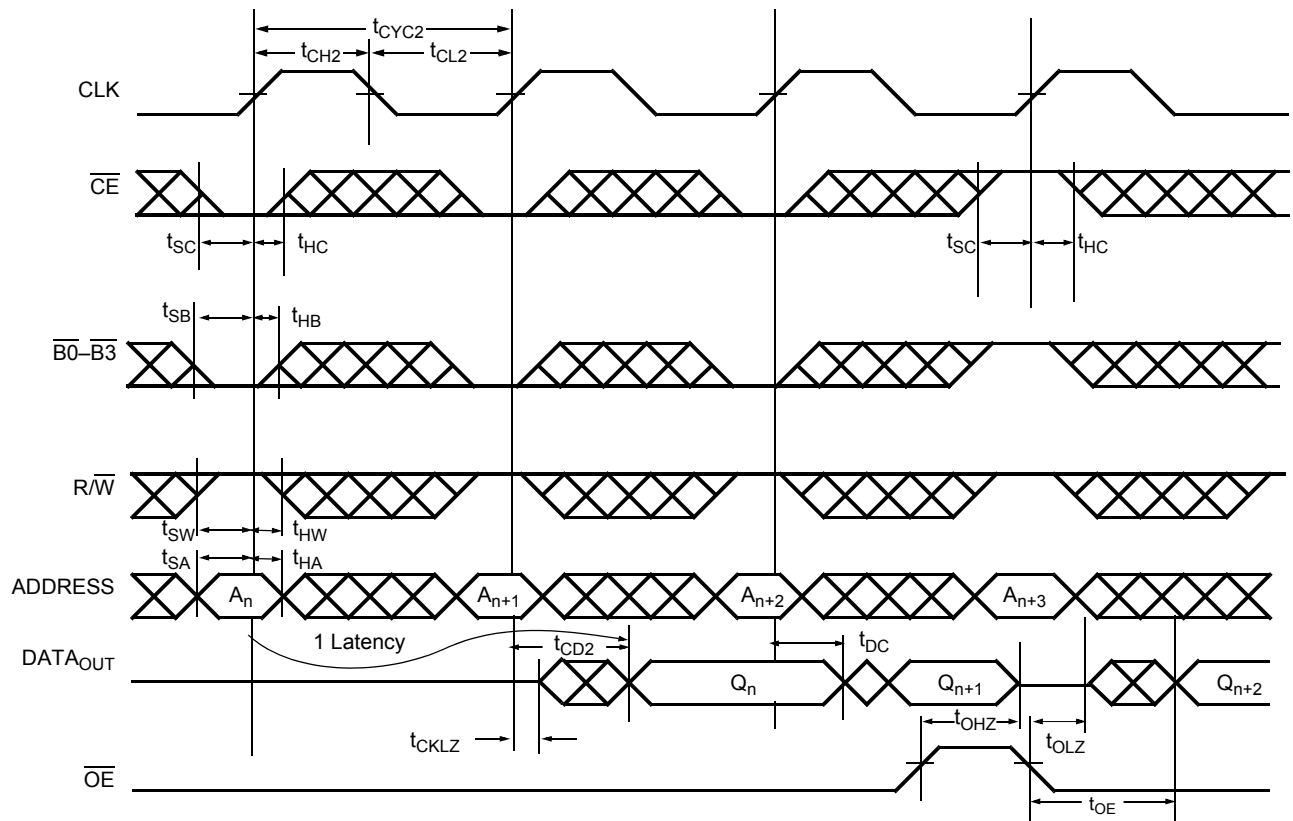 tCYC2
tCH2 tCL2
CLK
CE
tSC tHC tSC tHC
tSB tHB
B0–B3
R/W
tSW tHW
tSA tHA
ADDRESS An An+1 An+2 An+3
1 Latency tCD2 tDC
DATAOUT
Qn Qn+1 Qn+2
tCKLZ tOHZ tOLZ
OE
tOE